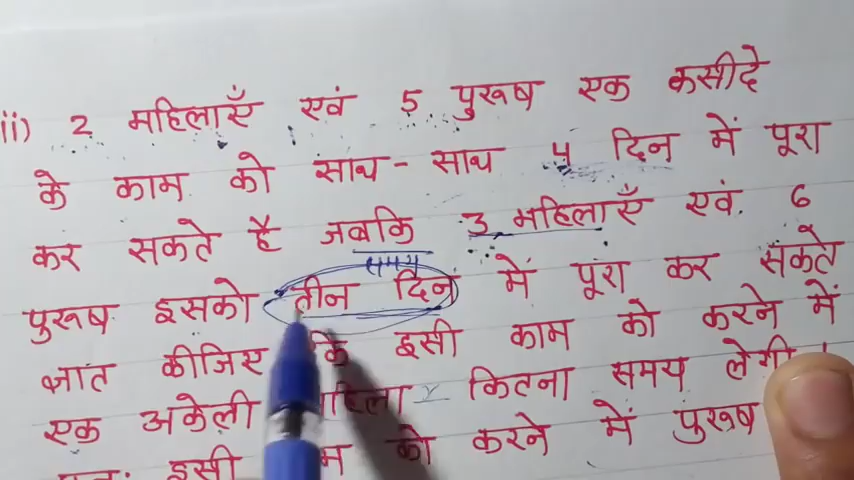 ii) 2 महिलाएँ एवं 5 पुरूष एक कसीदे
के काम को साथ - साथ 4 दिन में पूरा
कर सकते है जबकि 3 महिलाएँ एवं 6
समय
पुरूष इसको तीन दिन में पूरा कर सकते
ज्ञात कीजिए कि इसी काम को करने में
एक अकेली महिला कितना समय लेगी ।
पुनः इसी को करने में पुरूष